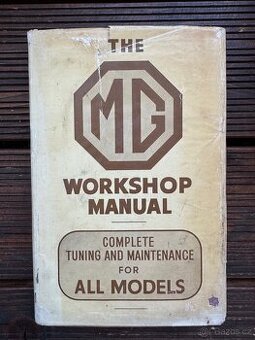 THE
MG
WORKSHOP
MANUAL
COMPLETE
TUNING AND MAINTENANCE
FOR
ALL MODELS